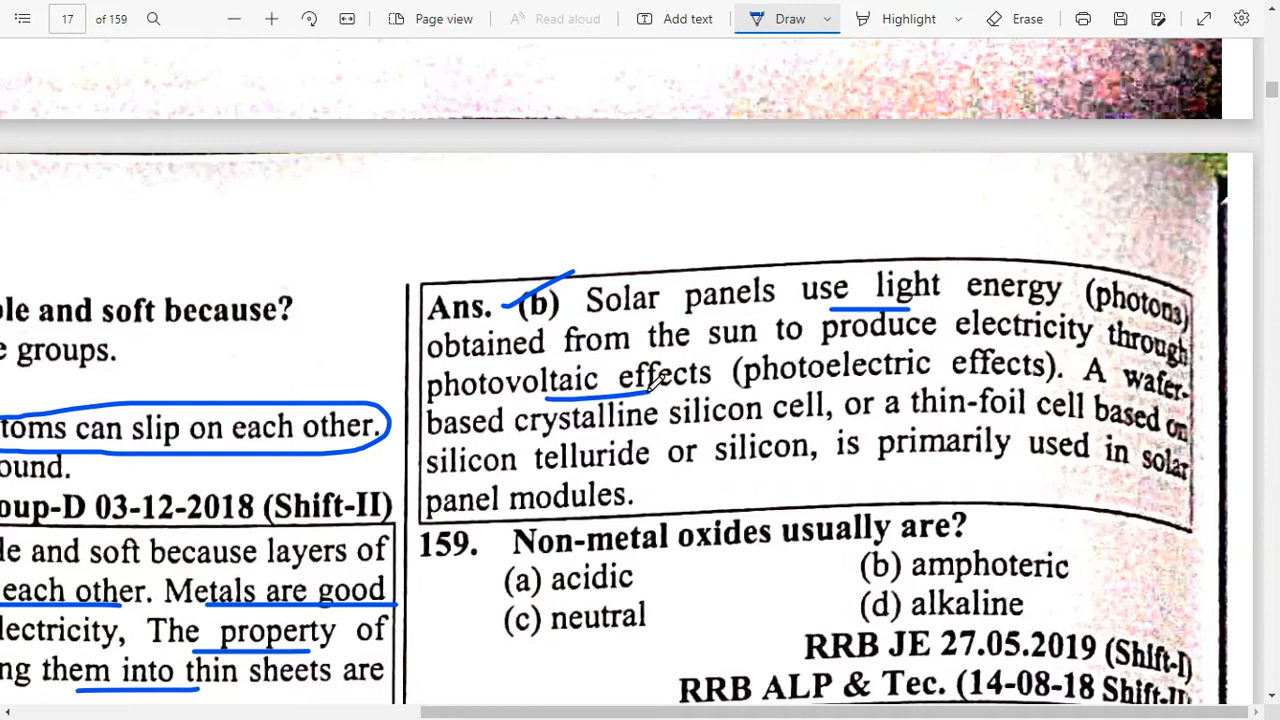 17 of 159 Page view Read aloud Add text Draw Highlight Erase
le and soft because?
e groups.
toms can slip on each other.
ound.
oup-D 03-12-2018 (Shift-II)
le and soft because layers of
each other. Metals are good
lectricity, The property of
ng them into thin sheets are
Ans. (b) Solar panels use light energy (photons)
obtained from the sun to produce electricity through
photovoltaic effects (photoelectric effects). A wafer-
based crystalline silicon cell, or a thin-foil cell based on
silicon telluride or silicon, is primarily used in solar
panel modules.
159. Non-metal oxides usually are?
(a) acidic (b) amphoteric
(c) neutral (d) alkaline
RRB JE 27.05.2019 (Shift-I)
RRB ALP & Tec. (14-08-18 Shift-II)